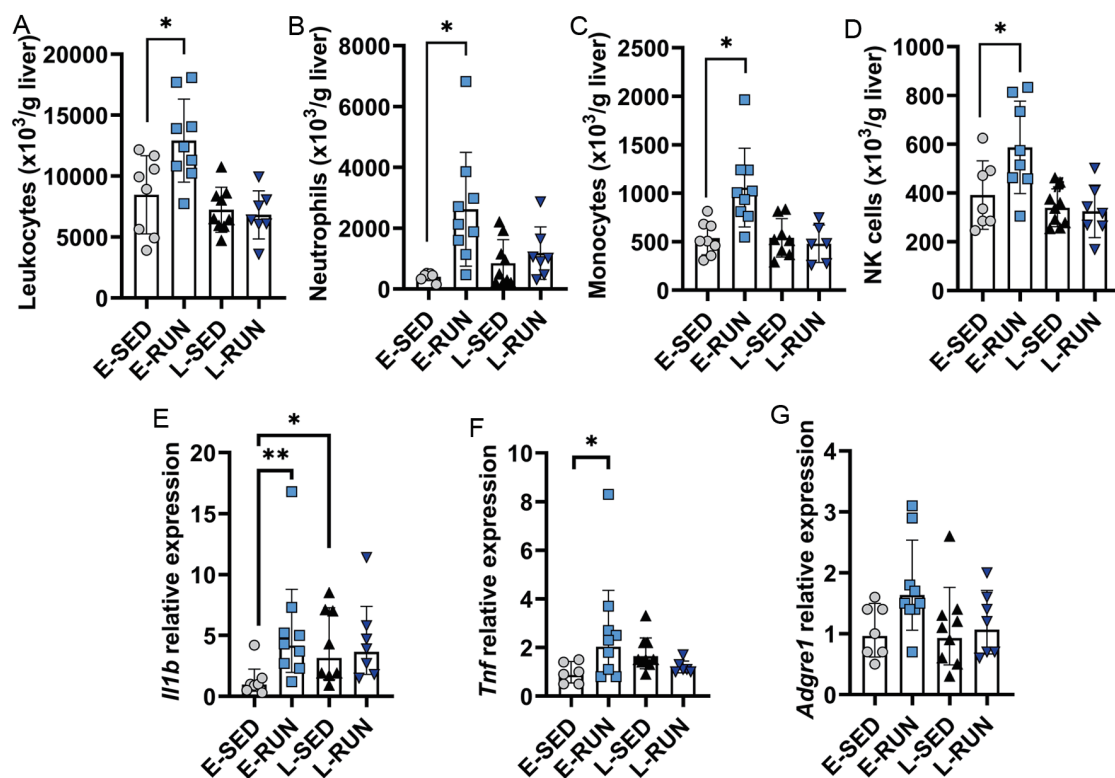 A
Leukocytes (x10³/g liver)
20000
15000
10000
5000
0
*
E-SED
E-RUN
L-SED
L-RUN
B
Neutrophils (x10³/g liver)
8000
6000
4000
2000
0
*
E-SED
E-RUN
L-SED
L-RUN
C
Monocytes (x10³/g liver)
2500
2000
1500
1000
500
0
*
E-SED
E-RUN
L-SED
L-RUN
D
NK cells (x10³/g liver)
1000
800
600
400
200
0
*
E-SED
E-RUN
L-SED
L-RUN
E
Il1b relative expression
20
15
10
5
0
*
**
E-SED
E-RUN
L-SED
L-RUN
F
Tnf relative expression
10
8
6
4
2
0
*
E-SED
E-RUN
L-SED
L-RUN
G
Adgre1 relative expression
4
3
2
1
0
E-SED
E-RUN
L-SED
L-RUN